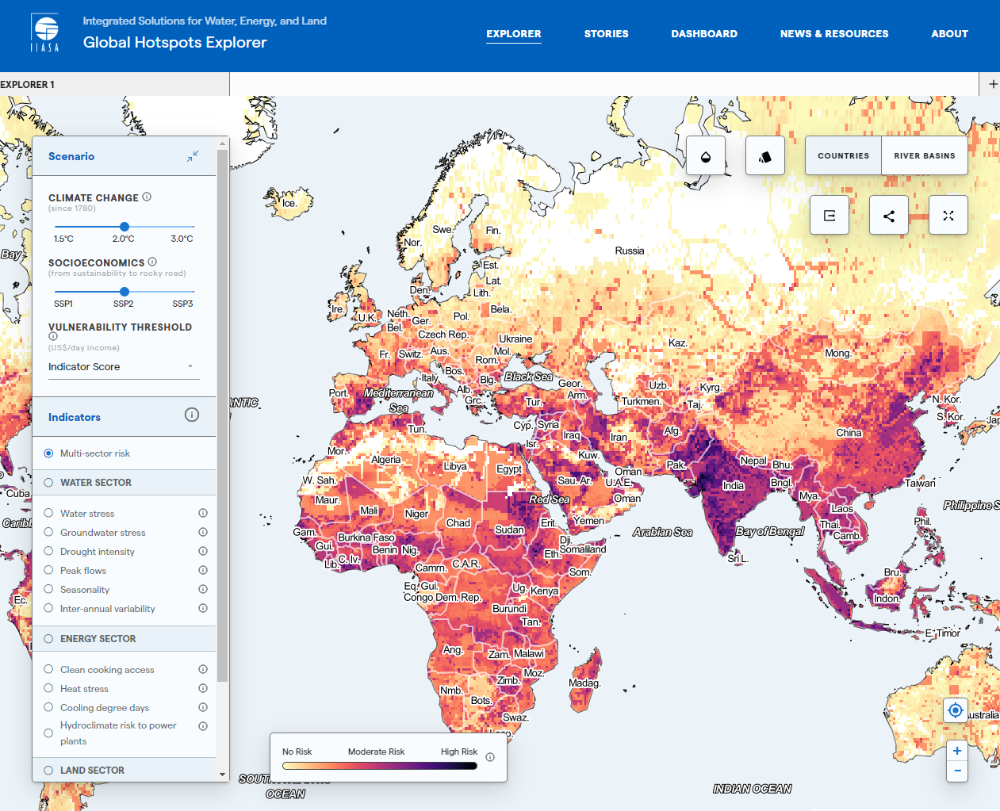 IIASA
Integrated Solutions for Water, Energy, and Land
Global Hotspots Explorer
EXPLORER
STORIES
DASHBOARD
NEWS & RESOURCES
ABOUT
EXPLORER 1
+
Scenario
CLIMATE CHANGE
(since 1780)
1.5°C 2.0°C 3.0°C
SOCIOECONOMICS
(from sustainability to rocky road)
SSP1 SSP2 SSP3
VULNERABILITY THRESHOLD
(US$/day income)
Indicator Score
Indicators
Multi-sector risk
WATER SECTOR
Water stress
Groundwater stress
Drought intensity
Peak flows
Seasonality
Inter-annual variability
ENERGY SECTOR
Clean cooking access
Heat stress
Cooling degree days
Hydroclimate risk to power
plants
LAND SECTOR
COUNTRIES
RIVER BASINS
Bay
Cuba
Ec.
Ice.
Nor.
Swe.
Fin.
Russia
Est.
Lat.
Lith.
Den.
Ire.
U.K.
Neth.
Bel.
Ger.
Pol.
Bela.
Czech Rep.
Ukraine
Fr.
Switz.
Aus.
Mol.
Rom.
Kaz.
Mong.
Italy
Bos.
Blg.
Black Sea
Geor.
Port.
Mediterranean
Sea
Alb.
Grc.
Tur.
Arm.
Uzb.
Kyrg.
Turkmen.
Taj.
N. Kor.
S. Kor.
Tun.
Cyp.
Syria
Iraq
Iran
Afg.
China
Isr.
Mor.
Algeria
Libya
Egypt
Kuw.
Pak.
Nepal
Bhu.
W. Sah.
Sau. Ar.
Oman
U.A.E.
India
Bngl.
Taiwan
Maur.
Mali
Niger
Red Sea
Oman
Mya.
Laos
Philippine S
Chad
Sudan
Erit.
Yemen
Arabian Sea
Bay of Bengal
Thai.
Phil.
Gam.
Burkina Faso
Dji.
Camb.
Gui.
Benin
Nig.
Eth.
Somaliland
Sri L.
Lib.
C. Iv.
Camrn.
C.A.R.
Som.
Bru.
Eq. Gui.
Ug.
Kenya
Indon.
Congo
Dem. Rep.
Burundi
Tan.
E. Timor
Ang.
Zam.
Malawi
Moz.
Zimb.
Madag.
Nmb.
Bots.
Swaz.
ustralia
No Risk
Moderate Risk
High Risk
OCEAN
INDIAN OCEAN
+
−